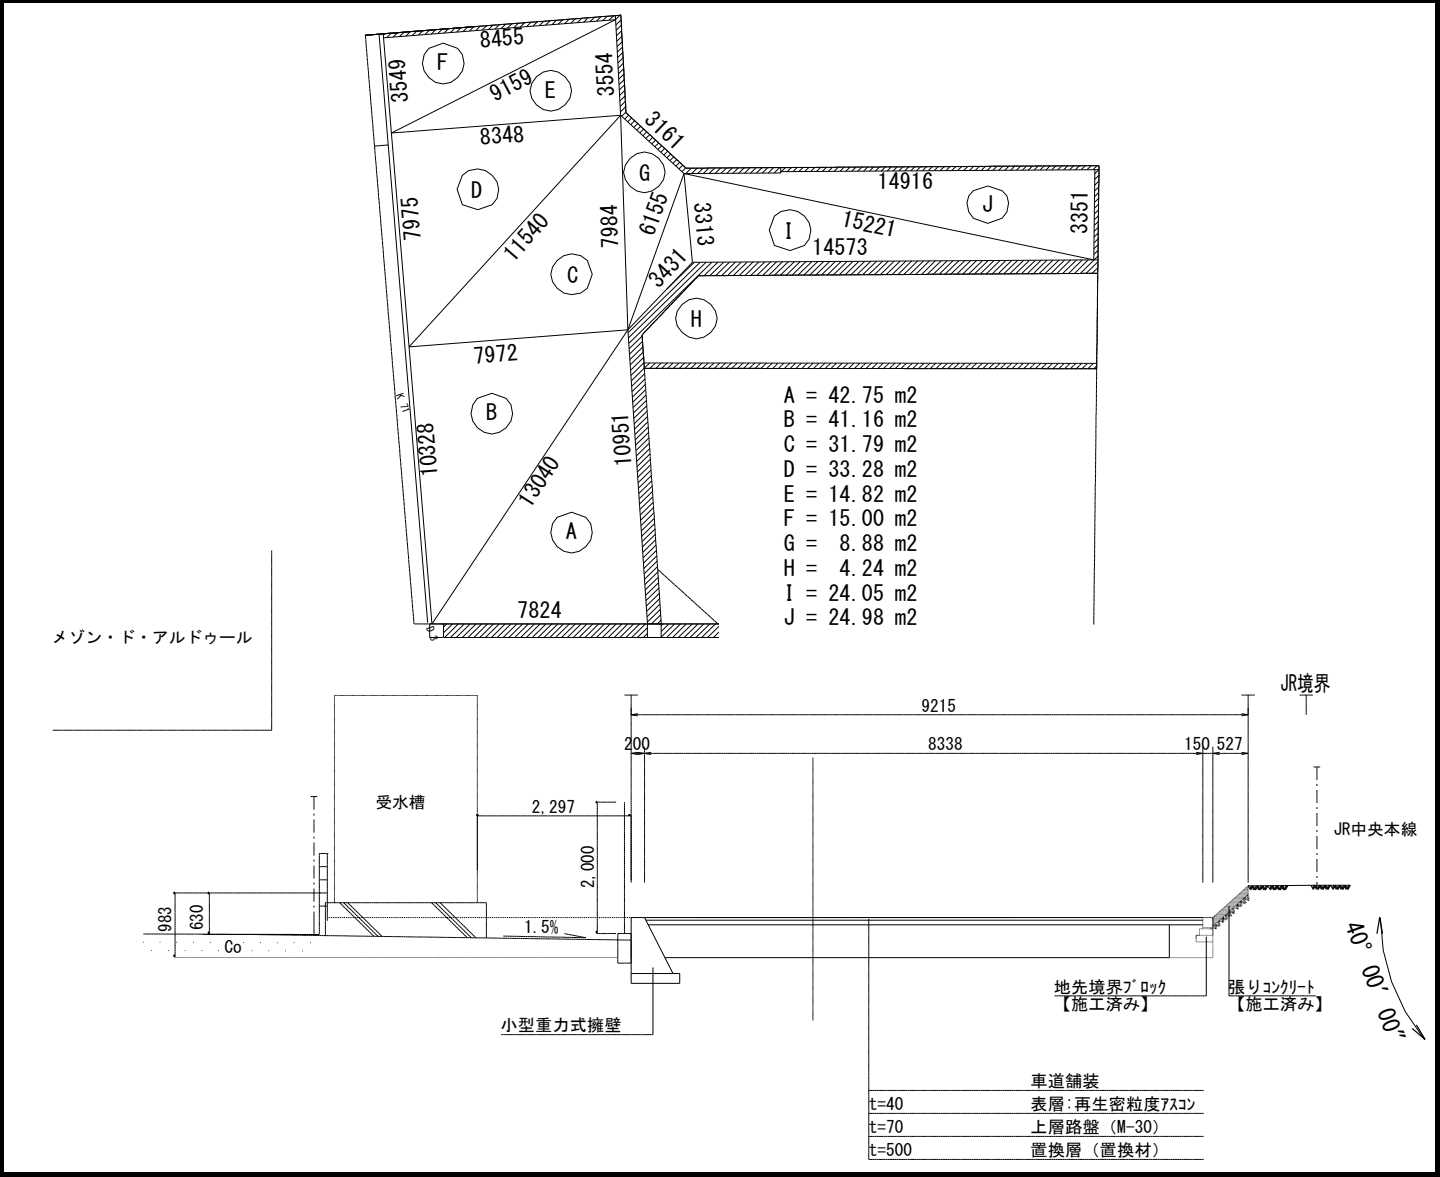 8455
F
3549
9159
E
3554
8348
3161
G
D
7975
11540
7984
6155
3313
14916
J
3351
15221
I
14573
C
3431
H
7972
B
10328
10951
13040
A
7824
A = 42.75 m2
B = 41.16 m2
C = 31.79 m2
D = 33.28 m2
E = 14.82 m2
F = 15.00 m2
G = 8.88 m2
H = 4.24 m2
I = 24.05 m2
J = 24.98 m2
メゾン・ド・アルドゥール
JR境界
9215
200
8338
150
527
受水槽
2,297
2,000
JR中央本線
983
630
Co
1.5%
地先境界ブロック
【施工済み】
張りコンクリート
【施工済み】
40° 00′ 00″
小型重力式擁壁
車道舗装
t=40 表層:再生密粒度アスコン
t=70 上層路盤（M-30）
t=500 置換層（置換材）